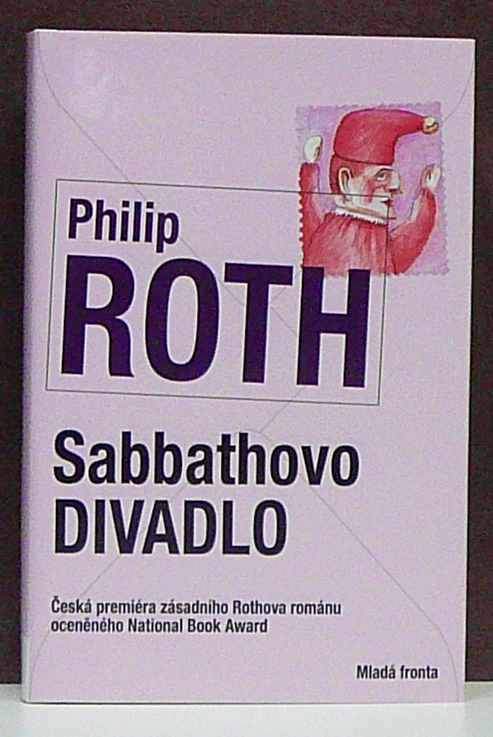 Philip
ROTH
Sabbathovo
DIVADLO
Česká premiéra zásadního Rothova románu
oceněného National Book Award
Mladá fronta